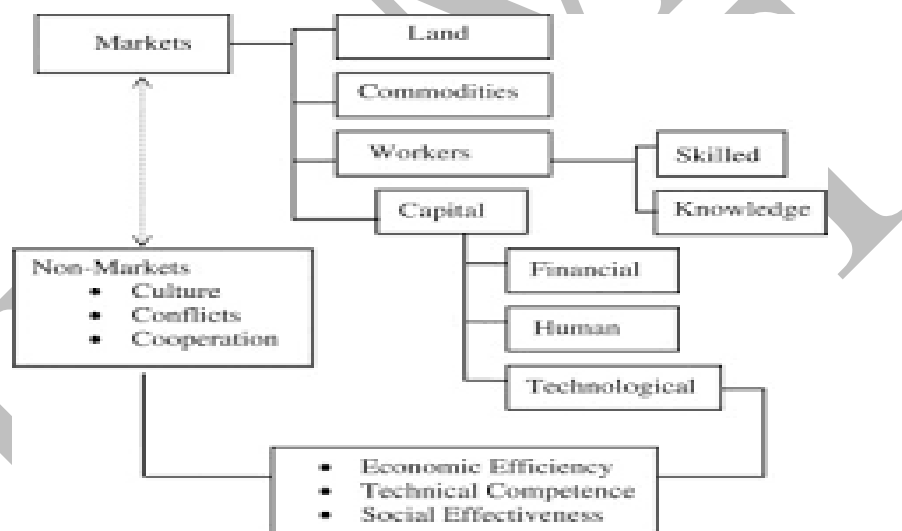 Markets
Land
Commodities
Workers
Skilled
Knowledge
Capital
Financial
Human
Technological
Non-Markets
• Culture
• Conflicts
• Cooperation
• Economic Efficiency
• Technical Competence
• Social Effectiveness